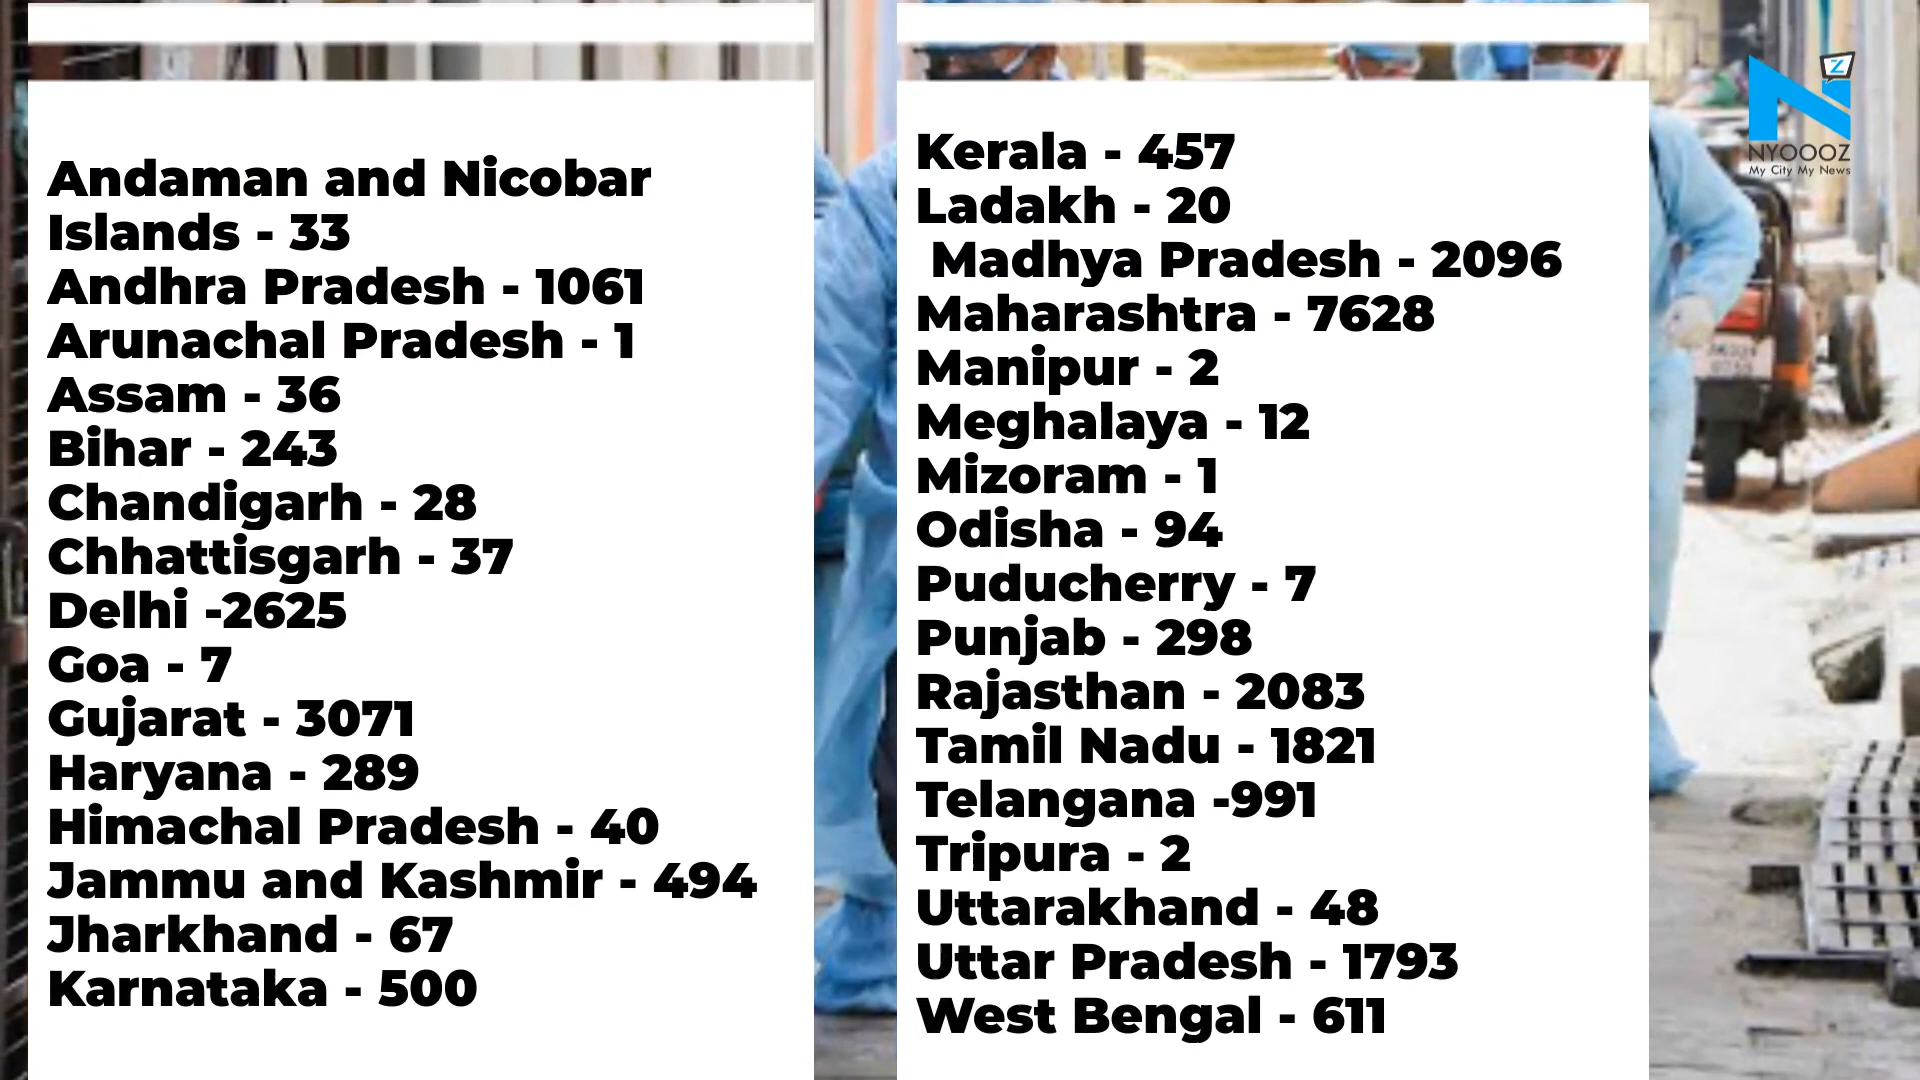 Andaman and Nicobar
Islands - 33
Andhra Pradesh - 1061
Arunachal Pradesh - 1
Assam - 36
Bihar - 243
Chandigarh - 28
Chhattisgarh - 37
Delhi -2625
Goa - 7
Gujarat - 3071
Haryana - 289
Himachal Pradesh - 40
Jammu and Kashmir - 494
Jharkhand - 67
Karnataka - 500
Kerala - 457
Ladakh - 20
Madhya Pradesh - 2096
Maharashtra - 7628
Manipur - 2
Meghalaya - 12
Mizoram - 1
Odisha - 94
Puducherry - 7
Punjab - 298
Rajasthan - 2083
Tamil Nadu - 1821
Telangana -991
Tripura - 2
Uttarakhand - 48
Uttar Pradesh - 1793
West Bengal - 611
Z
NYOOOZ
My City My News